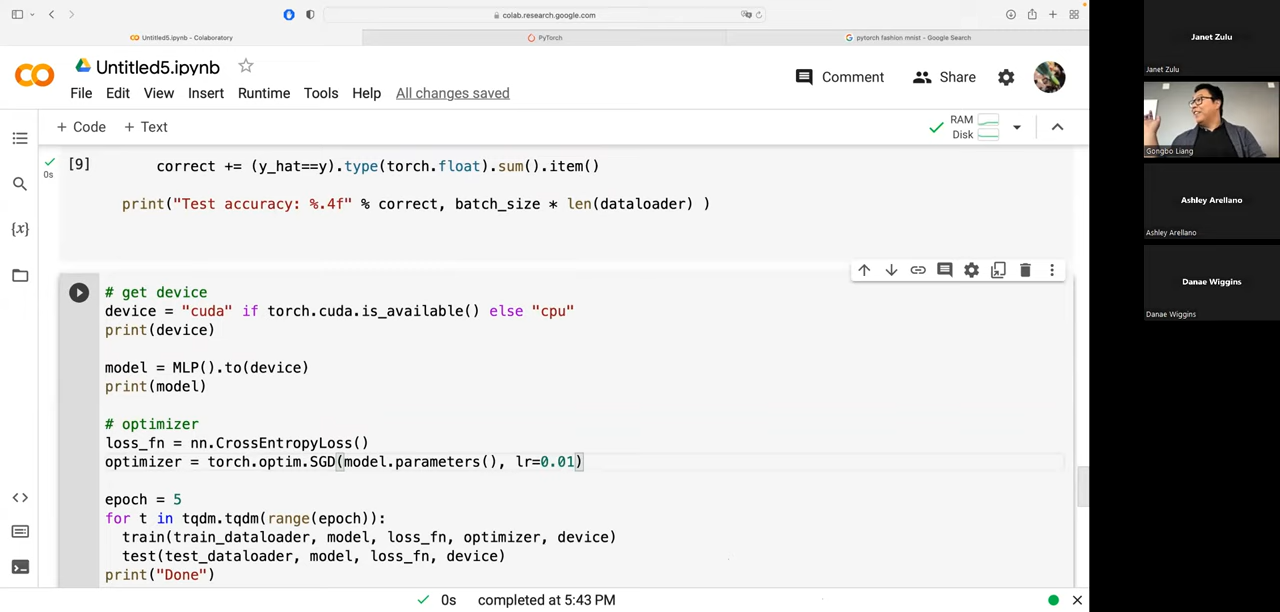 colab.research.google.com
Untitled5.ipynb - Colaboratory
PyTorch
pytorch fashion mnist - Google Search
Untitled5.ipynb
Comment
Share
File Edit View Insert Runtime Tools Help All changes saved
+ Code + Text
RAM
Disk
[9]
0s
correct += (y_hat==y).type(torch.float).sum().item()
print("Test accuracy: %.4f" % correct, batch_size * len(dataloader) )
{x}
# get device
device = "cuda" if torch.cuda.is_available() else "cpu"
print(device)
model = MLP().to(device)
print(model)
# optimizer
loss_fn = nn.CrossEntropyLoss()
optimizer = torch.optim.SGD(model.parameters(), lr=0.01)
epoch = 5
for t in tqdm.tqdm(range(epoch)):
train(train_dataloader, model, loss_fn, optimizer, device)
test(test_dataloader, model, loss_fn, device)
print("Done")
0s completed at 5:43 PM
Janet Zulu
Janet Zulu
Gongbo Liang
Ashley Arellano
Ashley Arellano
Danae Wiggins
Danae Wiggins